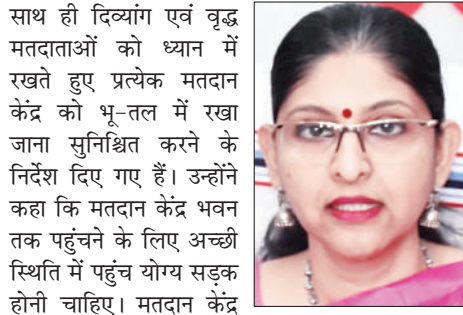 साथ ही दिव्यांग एवं वृद्ध
मतदाताओं को ध्यान में
रखते हुए प्रत्येक मतदान
केंद्र को भू-तल में रखा
जाना सुनिश्चित करने के
निर्देश दिए गए हैं। उन्होंने
कहा कि मतदान केंद्र भवन
तक पहुंचने के लिए अच्छी
स्थिति में पहुंच योग्य सड़क
होनी चाहिए। मतदान केंद्र